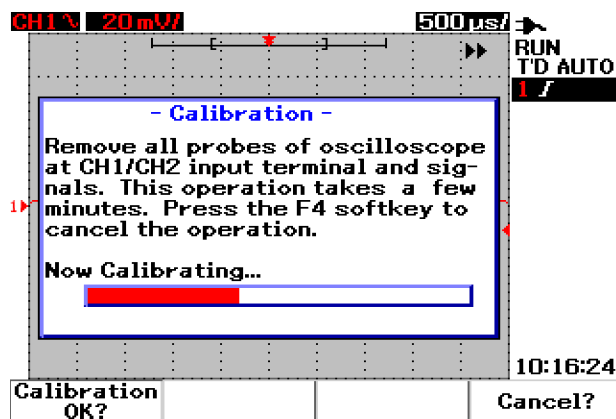 CH1 ∿ 20 mV/ 500 µs/
RUN
T'D AUTO
1
- Calibration -
Remove all probes of oscilloscope
at CH1/CH2 input terminal and sig-
nals. This operation takes a few
minutes. Press the F4 softkey to
cancel the operation.
1
Now Calibrating...
10:16:24
Calibration
OK?
Cancel?